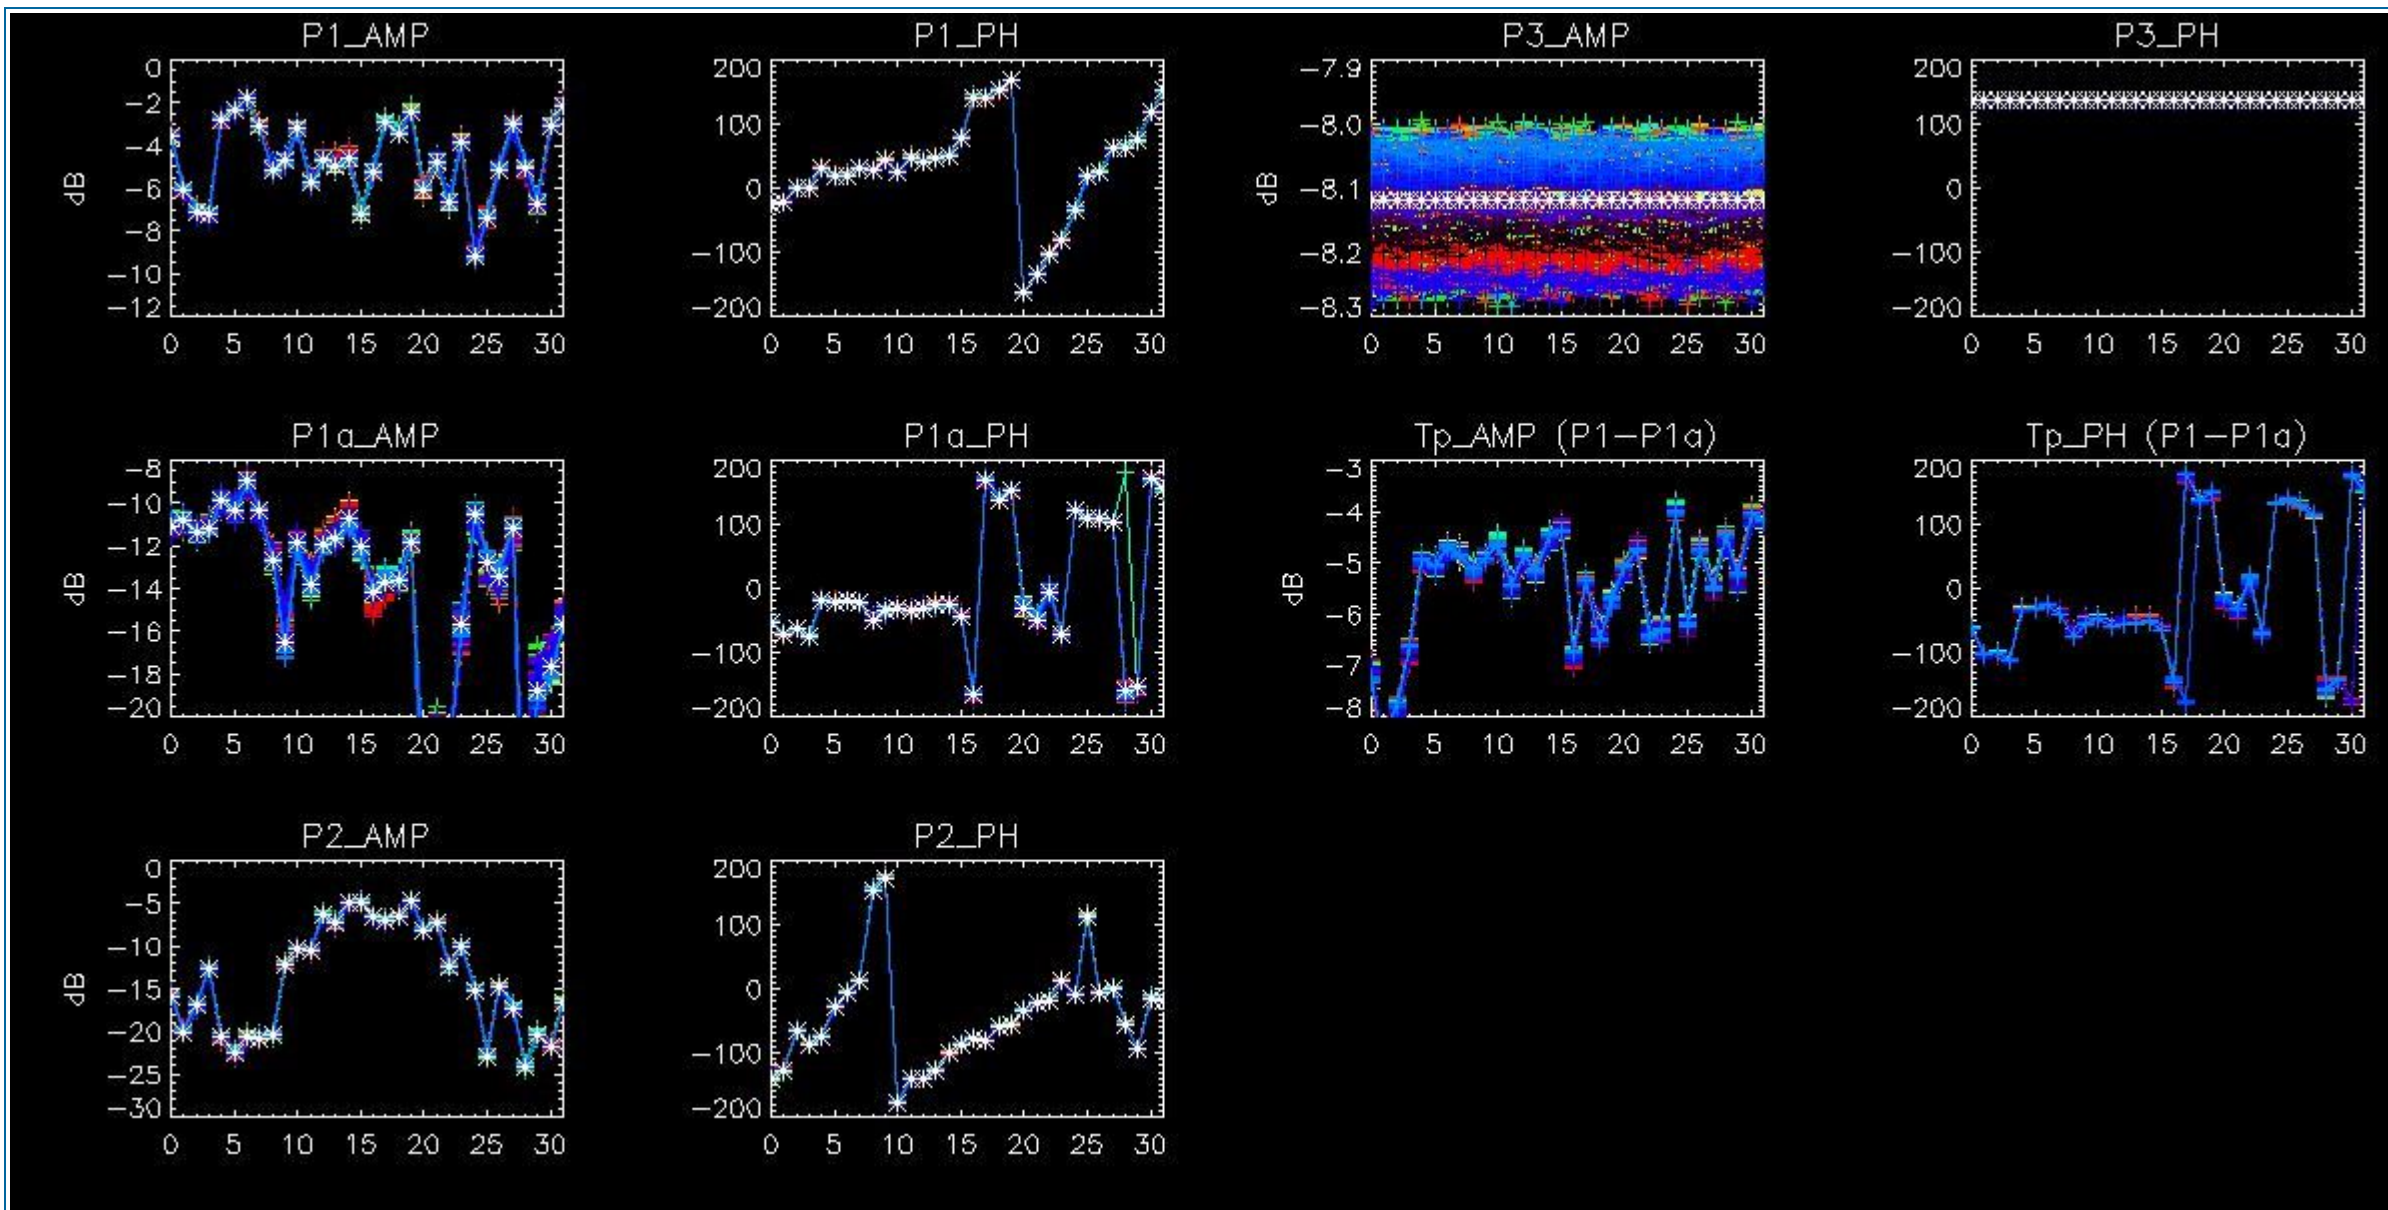 P1_AMP P1_PH P3_AMP P3_PH
0 200 −7.9 200
−2 100 −8.0 100
−4 0 −8.1 0
−6 −100 −8.2 −100
−8 −200 −8.3 −200
−10
−12
dB dB
0 5 10 15 20 25 30 0 5 10 15 20 25 30 0 5 10 15 20 25 30 0 5 10 15 20 25 30
P1a_AMP P1a_PH Tp_AMP (P1−P1a) Tp_PH (P1−P1a)
−8 200 −3 200
−10 100 −4 100
−12 0 −5 0
−14 −100 −6 −100
−16 −200 −7 −200
−18 −8
−20
dB dB
0 5 10 15 20 25 30 0 5 10 15 20 25 30 0 5 10 15 20 25 30 0 5 10 15 20 25 30
P2_AMP P2_PH
0 200
−5 100
−10 0
−15 −100
−20 −200
−25
−30
dB
0 5 10 15 20 25 30 0 5 10 15 20 25 30